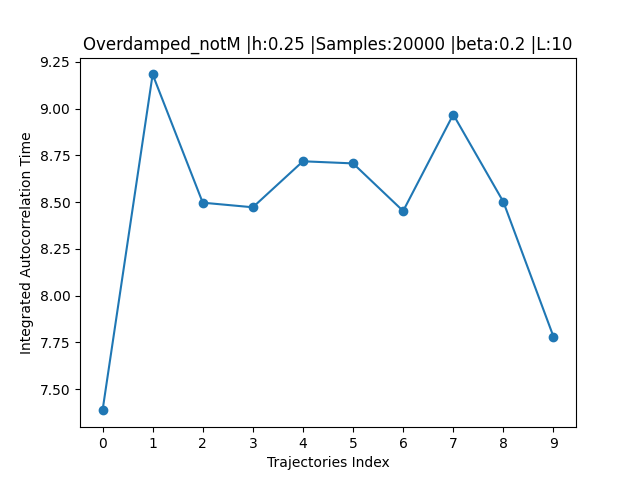 Overdamped_notM |h:0.25 |Samples:20000 |beta:0.2 |L:10
Integrated Autocorrelation Time
9.25
9.00
8.75
8.50
8.25
8.00
7.75
7.50
0 1 2 3 4 5 6 7 8 9
Trajectories Index